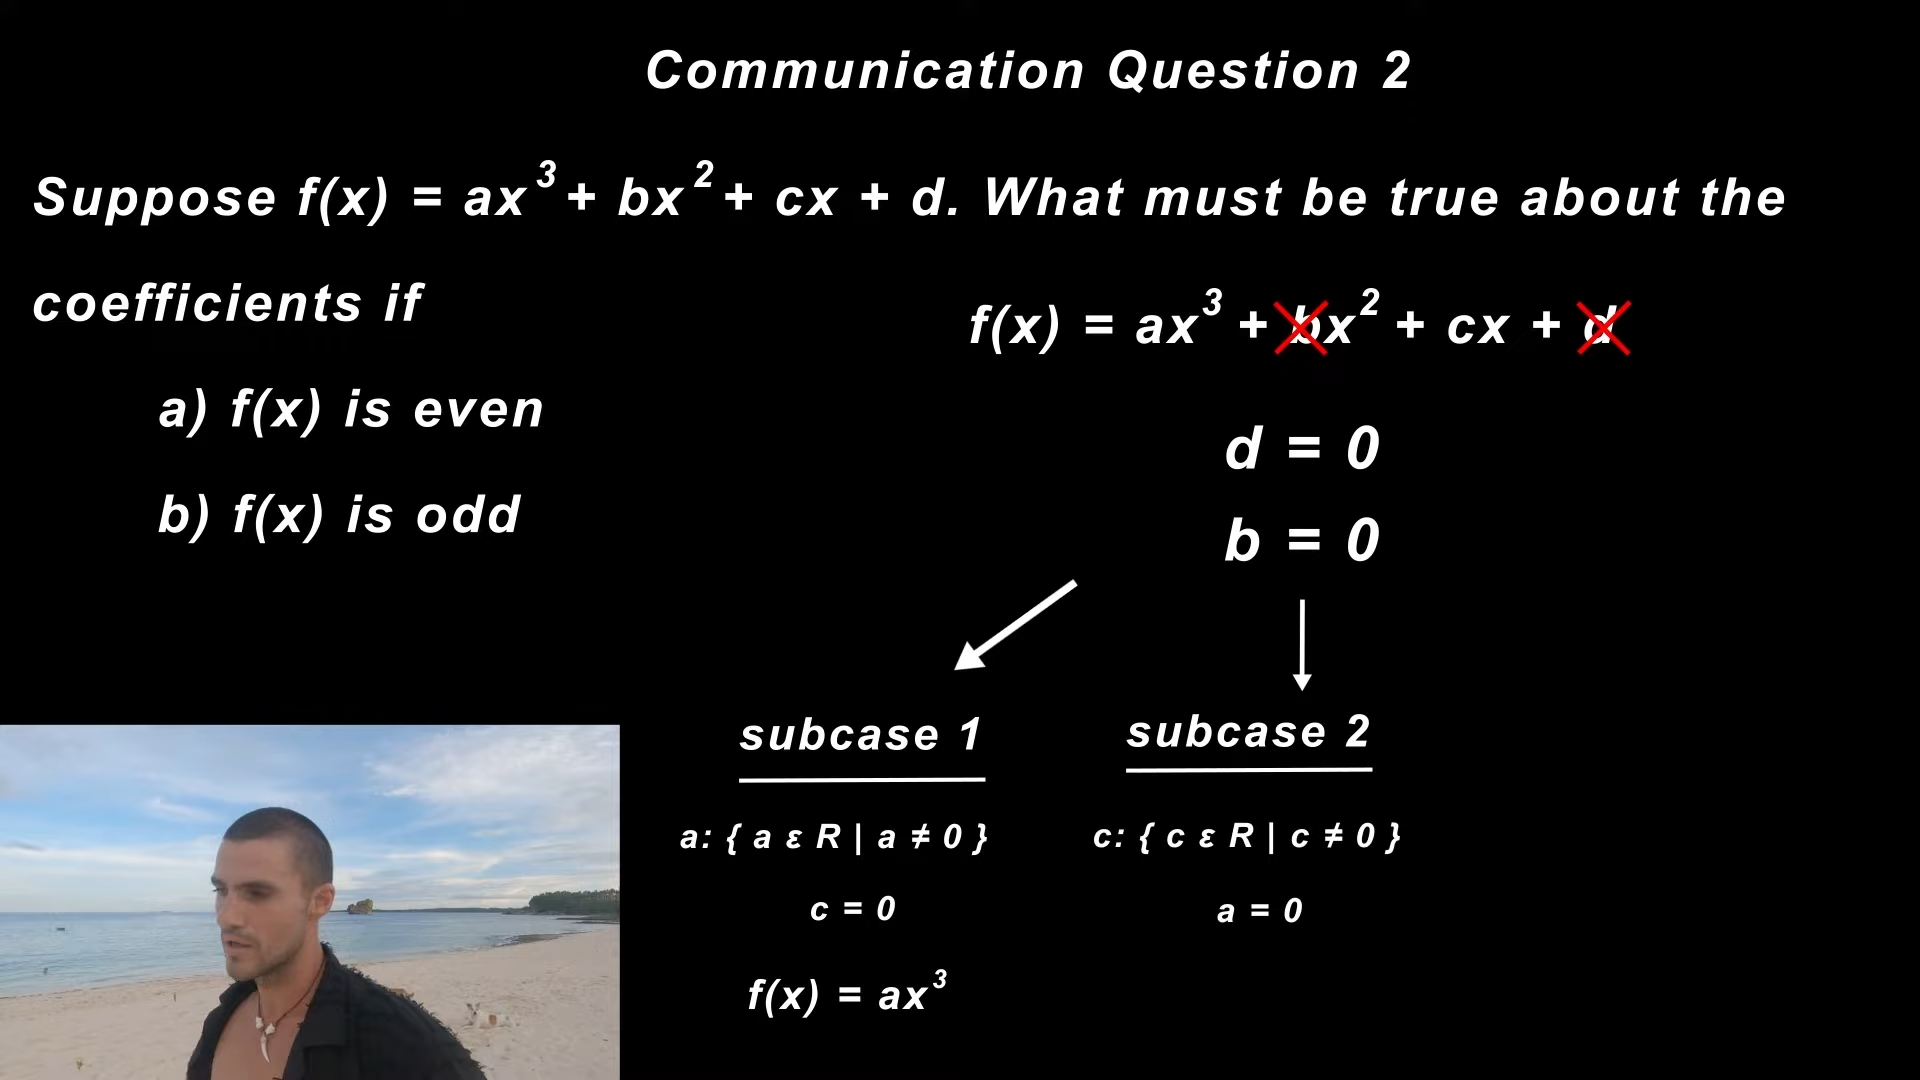 Communication Question 2
Suppose f(x) = ax³ + bx² + cx + d. What must be true about the
coefficients if
f(x) = ax³ + bx² + cx + d
a) f(x) is even
b) f(x) is odd
d = 0
b = 0
subcase 1
a: { a ε R | a ≠ 0 }
c = 0
f(x) = ax³
subcase 2
c: { c ε R | c ≠ 0 }
a = 0